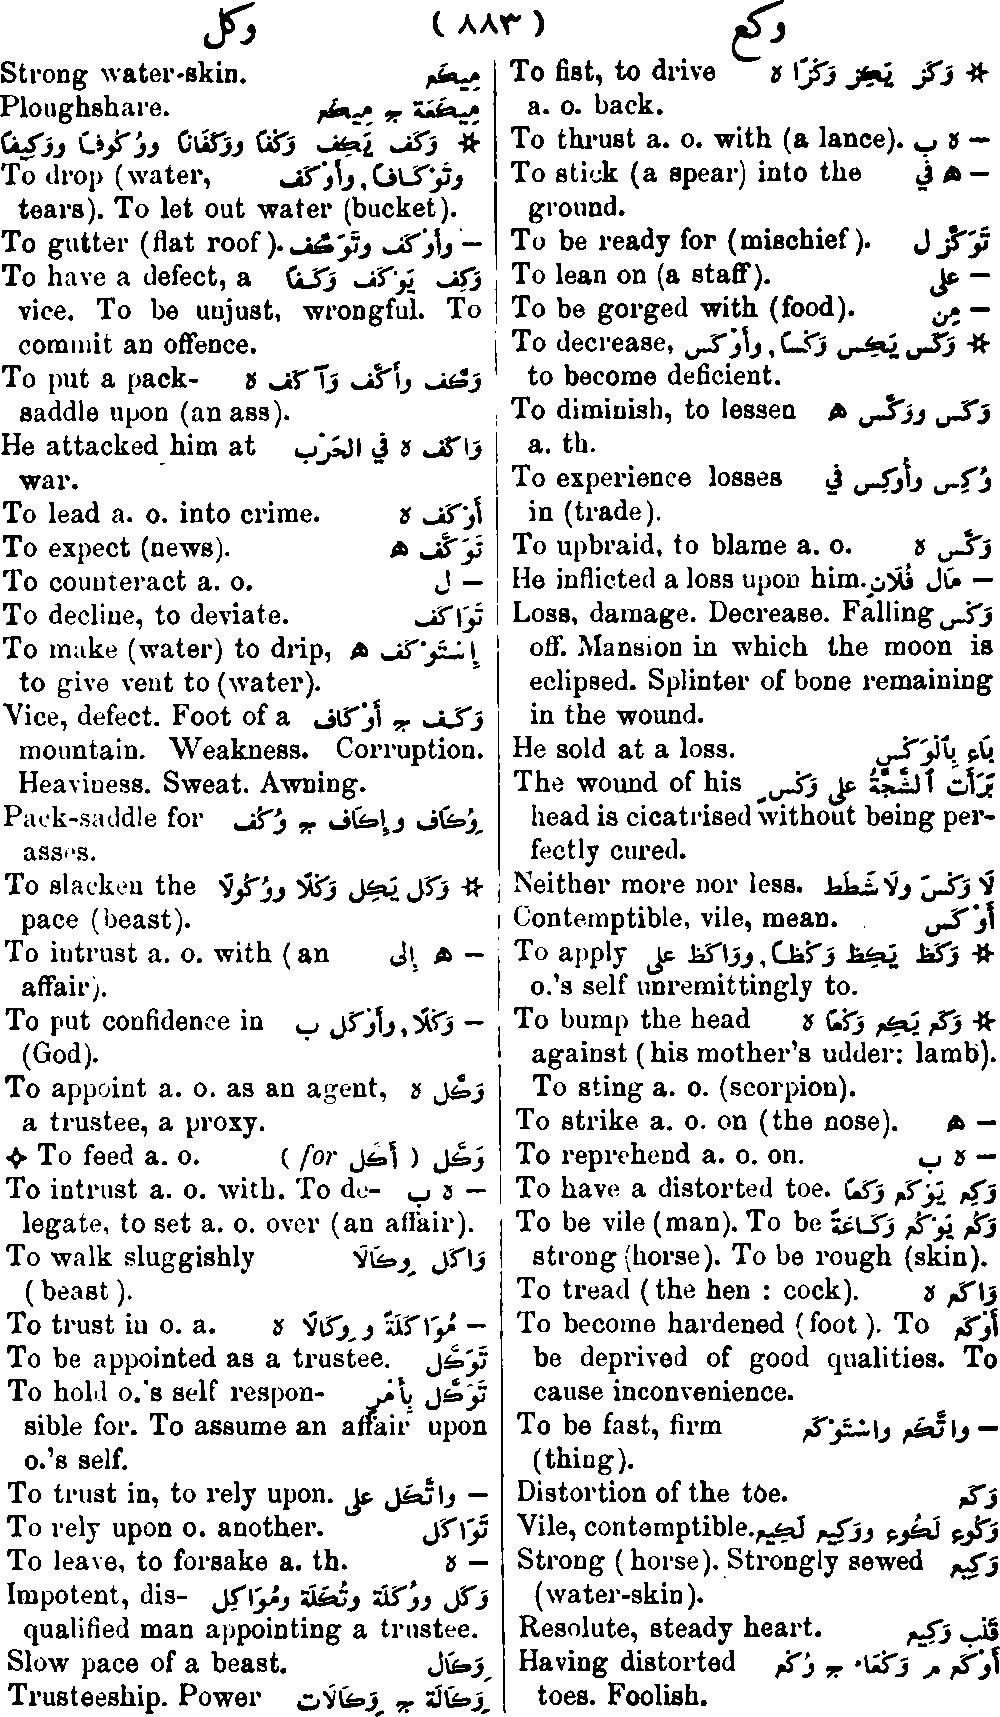 وكل ( ٨٨٣ ) وكع
To fist, to drive ✲ وَكَزَ يَكِز وَكْزًا ه
a. o. back.
To thrust a. o. with (a lance). — ه ب
To stick (a spear) into the — ه في
ground.
To be ready for (mischief). تَوَكَّز ل
To lean on (a staff). — على
To be gorged with (food). — مِن
To decrease, ✲ وَكَس يَكِس وَكْسًا, وأَوْكَس
to become deficient.
To diminish, to lessen وَكَس ووَكَّس ه
a. th.
To experience losses وُكِس وأُوكِس في
in (trade).
To upbraid, to blame a. o. وَكَّس ه
He inflicted a loss upon him. — مَال فُلَانٍ
Loss, damage. Decrease. Falling وَكْس
off. Mansion in which the moon is
eclipsed. Splinter of bone remaining
in the wound.
He sold at a loss. بَاء بِٱلْوَكْس
The wound of his بَرَأَت ٱلشَّجَّةُ على وَكْسٍ
head is cicatrised without being per-
fectly cured.
Neither more nor less. لَا وَكْسَ ولَا شَطَطَ
Contemptible, vile, mean. أَوْكَس
To apply ✲ وَكَظ يَكِظ وَكْظًا, ووَاكَظ على
o.'s self unremittingly to.
To bump the head ✲ وَكَع يَكَع وَكْعًا ه
against (his mother's udder: lamb).
To sting a. o. (scorpion).
To strike a. o. on (the nose). — ه
To reprehend a. o. on. — ه ب
To have a distorted toe. وَكِع يَوْكَع وَكَعًا
To be vile (man). To be وَكُع يَوْكُع وَكَاعَةً
strong (horse). To be rough (skin).
To tread (the hen : cock). وَاكَع ه
To become hardened (foot). To أَوْكَع
be deprived of good qualities. To
cause inconvenience.
To be fast, firm — واتَّكَع واسْتَوْكَع
(thing).
Distortion of the toe. وَكَع
Vile, contemptible. وَكُوع لَكُوع ووَكِيع لَكِيع
Strong (horse). Strongly sewed وَكِيع
(water-skin).
Resolute, steady heart. قَلْب وَكِيع
Having distorted أَوْكَع م وَكْعَاء ج وُكْع
toes. Foolish.
Strong water-skin. مِيكَع
Ploughshare. مِيكَعَة ج مِيكَع
✲ وَكَف يَكِف وَكْفًا ووَكَفَانًا ووُكُوفًا ووَكِيفًا
To drop (water, وتَوْكَافًا, وأَوْكَف
tears). To let out water (bucket).
To gutter (flat roof). — وأَوْكَف وتَوَكَّف
To have a defect, a وَكِف يَوْكَف وَكَفًا
vice. To be unjust, wrongful. To
commit an offence.
To put a pack- وَكَّف وأَكَّف وَآكَف ه
saddle upon (an ass).
He attacked him at وَاكَف ه في الحَرْب
war.
To lead a. o. into crime. أَوْكَف ه
To expect (news). تَوَكَّف ه
To counteract a. o. — ل
To decline, to deviate. تَوَاكَف
To make (water) to drip, إِسْتَوْكَف ه
to give vent to (water).
Vice, defect. Foot of a وَكَف ج أَوْكَاف
mountain. Weakness. Corruption.
Heaviness. Sweat. Awning.
Pack-saddle for وِكَاف وإِكَاف ج وُكُف
asses.
To slacken the ✲ وَكَل يَكِل وَكْلًا ووُكُولًا
pace (beast).
To intrust a. o. with (an — ه إِلى
affair).
To put confidence in — وَكْلًا, وأَوْكَل ب
(God).
To appoint a. o. as an agent, وَكَّل ه
a trustee, a proxy.
✧ To feed a. o. وَكَّل ( أَكَّل for )
To intrust a. o. with. To de- — ه ب
legate, to set a. o. over (an affair).
To walk sluggishly وَاكَل وِكَالًا
(beast).
To trust in o. a. — مُوَاكَلَةً و وِكَالًا ه
To be appointed as a trustee. تَوَكَّل
To hold o.'s self respon- تَوَكَّل بِأَمْرٍ
sible for. To assume an affair upon
o.'s self.
To trust in, to rely upon. — واتَّكَل على
To rely upon o. another. تَوَاكَل
To leave, to forsake a. th. — ه
Impotent, dis- وَكَل ووُكَلَة وتُكَلَة ومُوَاكِل
qualified man appointing a trustee.
Slow pace of a beast. وِكَال
Trusteeship. Power وِكَالَة ج وِكَالَات